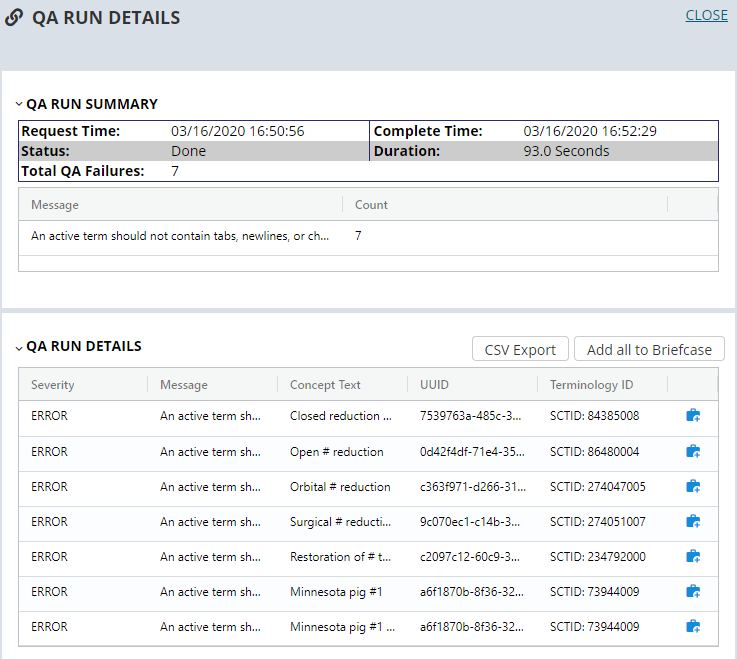 QA RUN DETAILS
CLOSE
QA RUN SUMMARY
Request Time: 03/16/2020 16:50:56 Complete Time: 03/16/2020 16:52:29
Status: Done Duration: 93.0 Seconds
Total QA Failures: 7
Message Count
An active term should not contain tabs, newlines, or ch... 7
QA RUN DETAILS CSV Export Add all to Briefcase
Severity Message Concept Text UUID Terminology ID
ERROR An active term sh... Closed reduction ... 7539763a-485c-3... SCTID: 84385008
ERROR An active term sh... Open # reduction 0d42f4df-71e4-35... SCTID: 86480004
ERROR An active term sh... Orbital # reduction c363f971-d266-31... SCTID: 274047005
ERROR An active term sh... Surgical # reducti... 9c070ec1-c14b-3... SCTID: 274051007
ERROR An active term sh... Restoration of # t... c2097c12-60c9-3... SCTID: 234792000
ERROR An active term sh... Minnesota pig #1 a6f1870b-8f36-32... SCTID: 73944009
ERROR An active term sh... Minnesota pig #1 ... a6f1870b-8f36-32... SCTID: 73944009